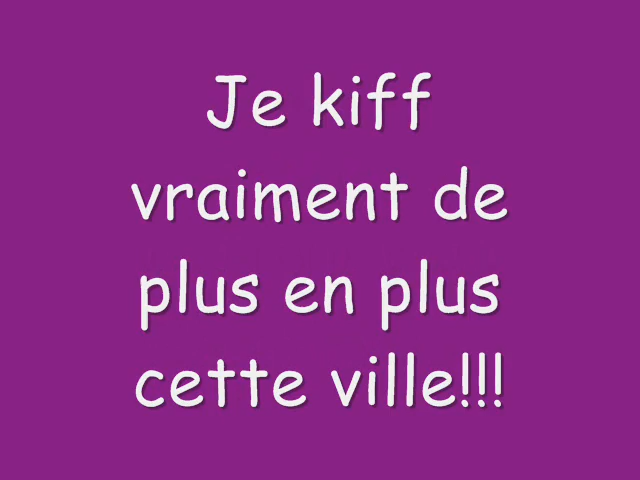 Je kiff
vraiment de
plus en plus
cette ville!!!